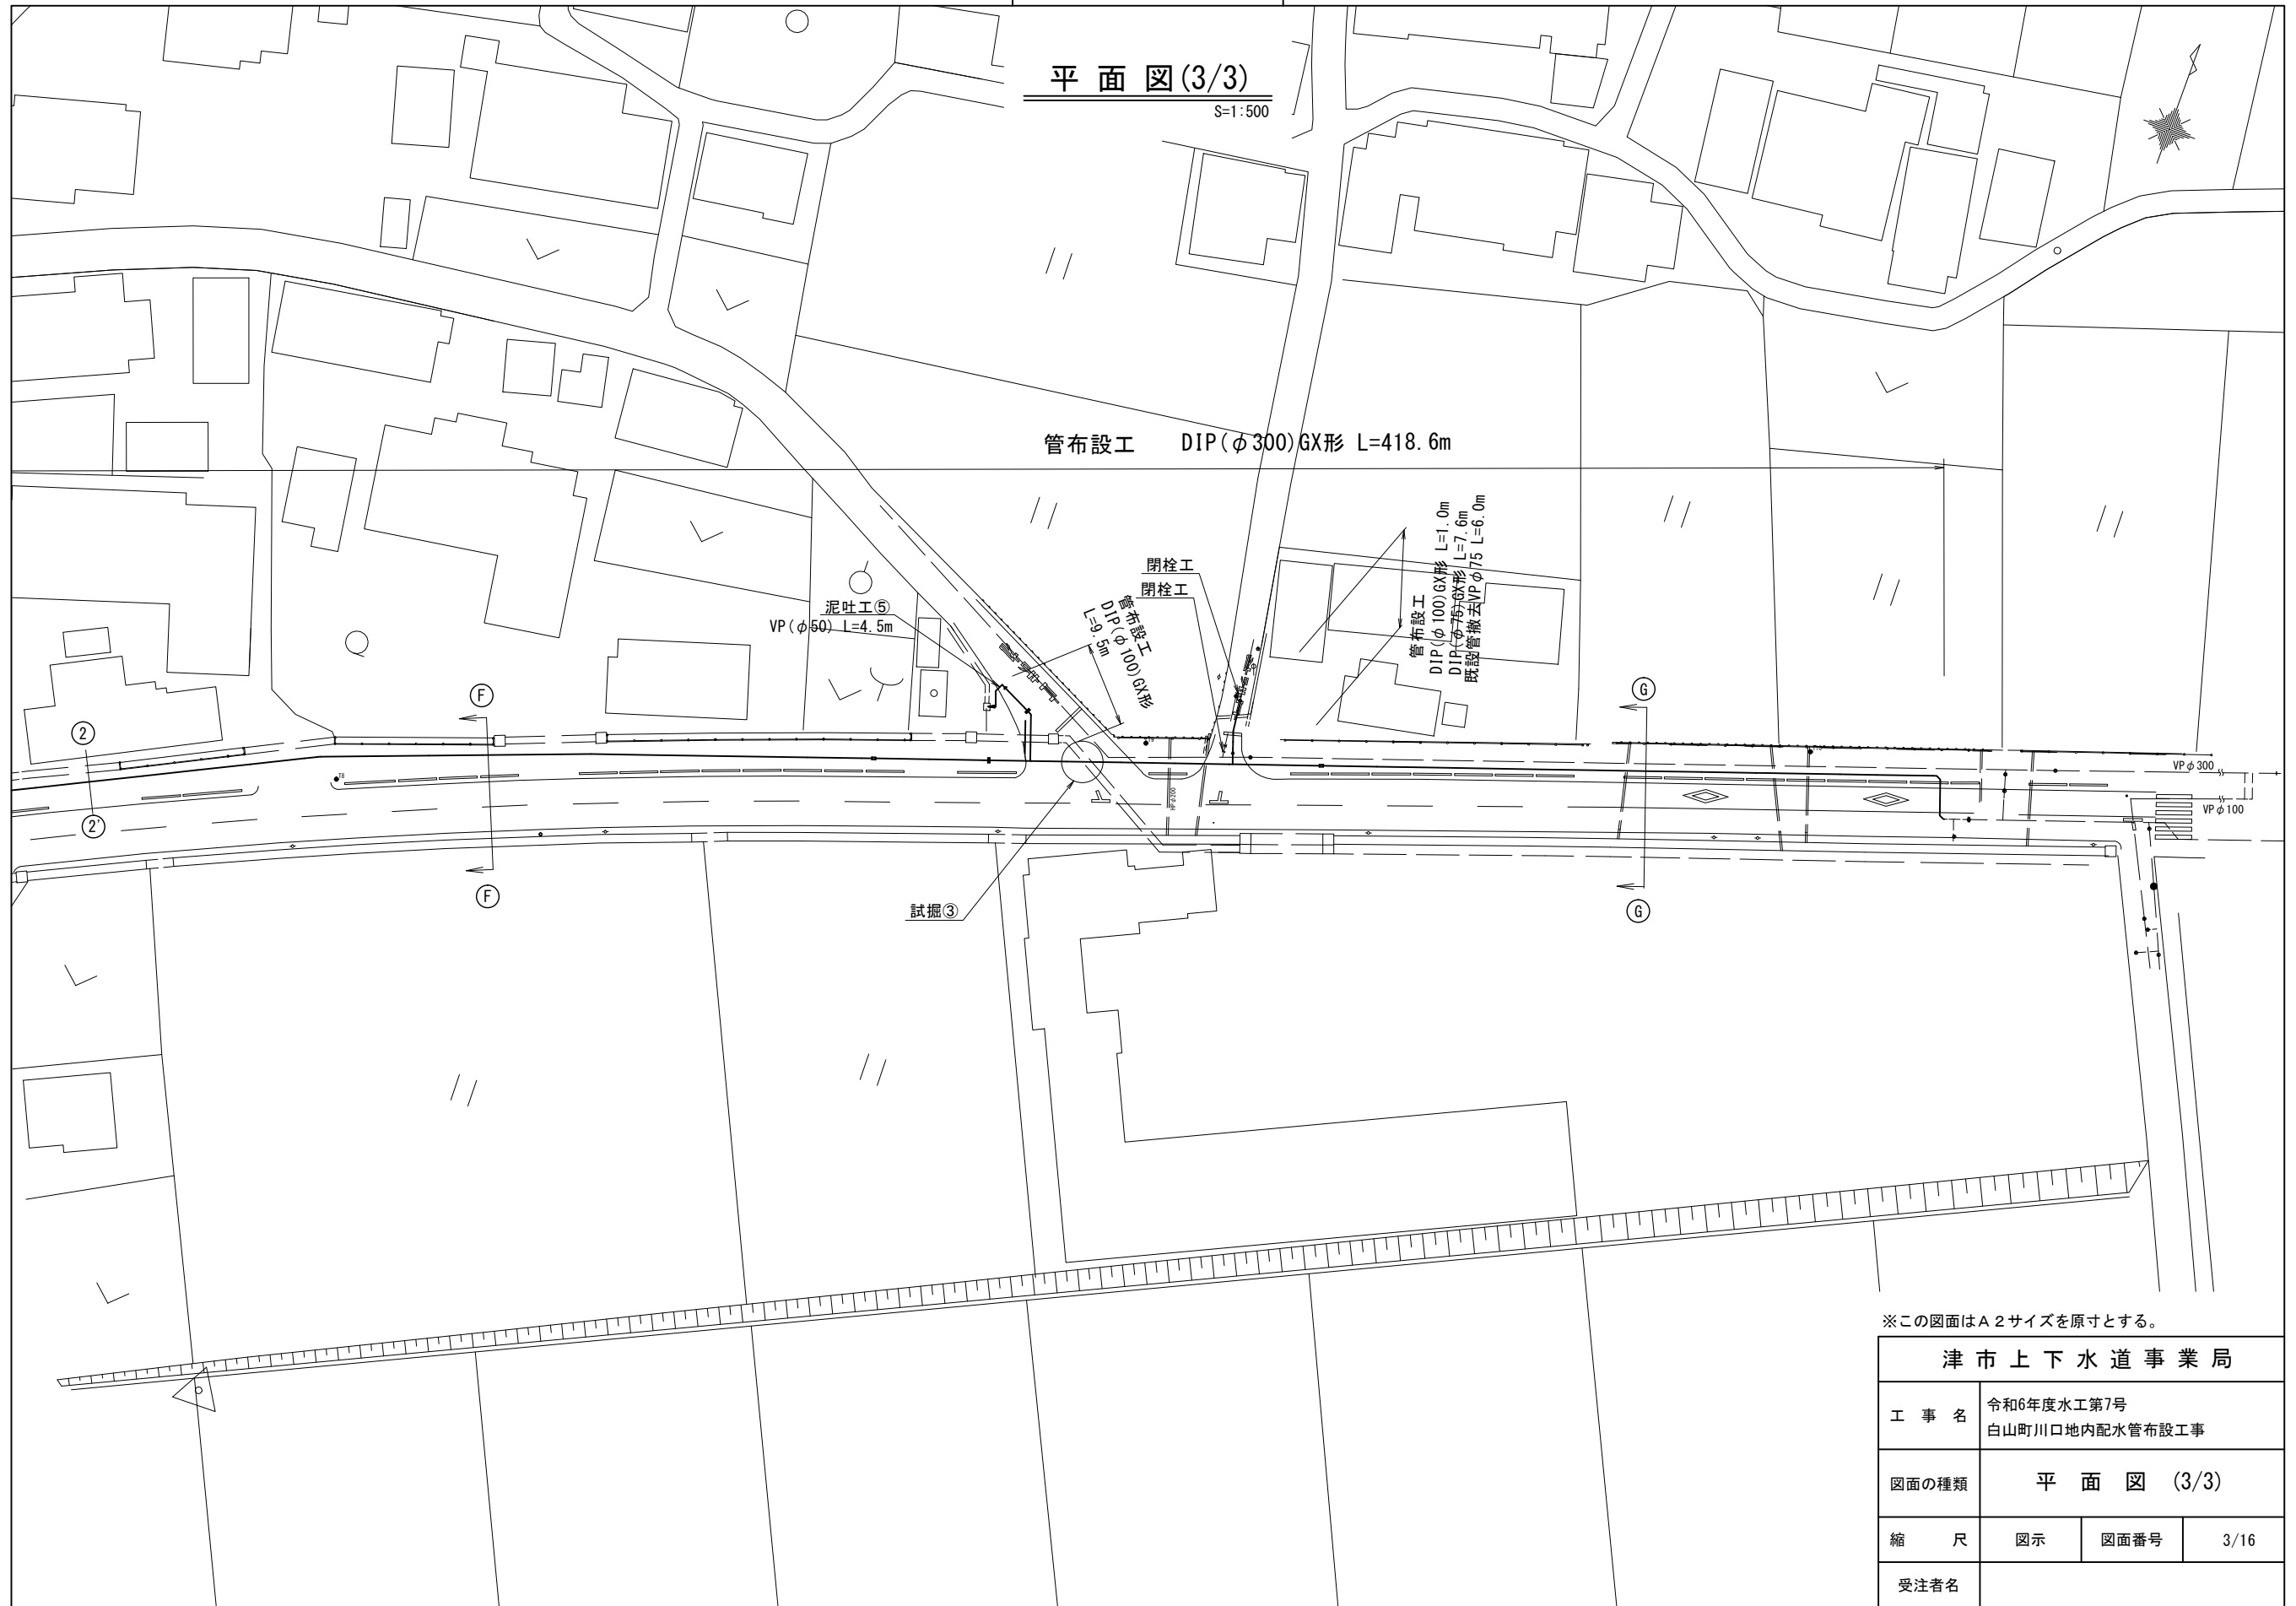 平 面 図(3/3)
S=1:500
管布設工 DIP(φ300)GX形 L=418.6m
閉栓工
閉栓工
泥吐工⑤
VP(φ50) L=4.5m
管布設工
DIP(φ100)GX形
L=9.5m
管布設工
DIP(φ100)GX形 L=1.0m
DIP(φ75)GX形 L=7.6m
既設管撤去VPφ75 L=6.0m
F
G
2
2'
T8
HPφ200
VPφ300
VPφ100
F
G
試掘③
※この図面はA2サイズを原寸とする。
津市上下水道事業局
工 事 名
令和6年度水工第7号
白山町川口地内配水管布設工事
図面の種類
平 面 図 (3/3)
縮 尺
図示
図面番号
3/16
受注者名